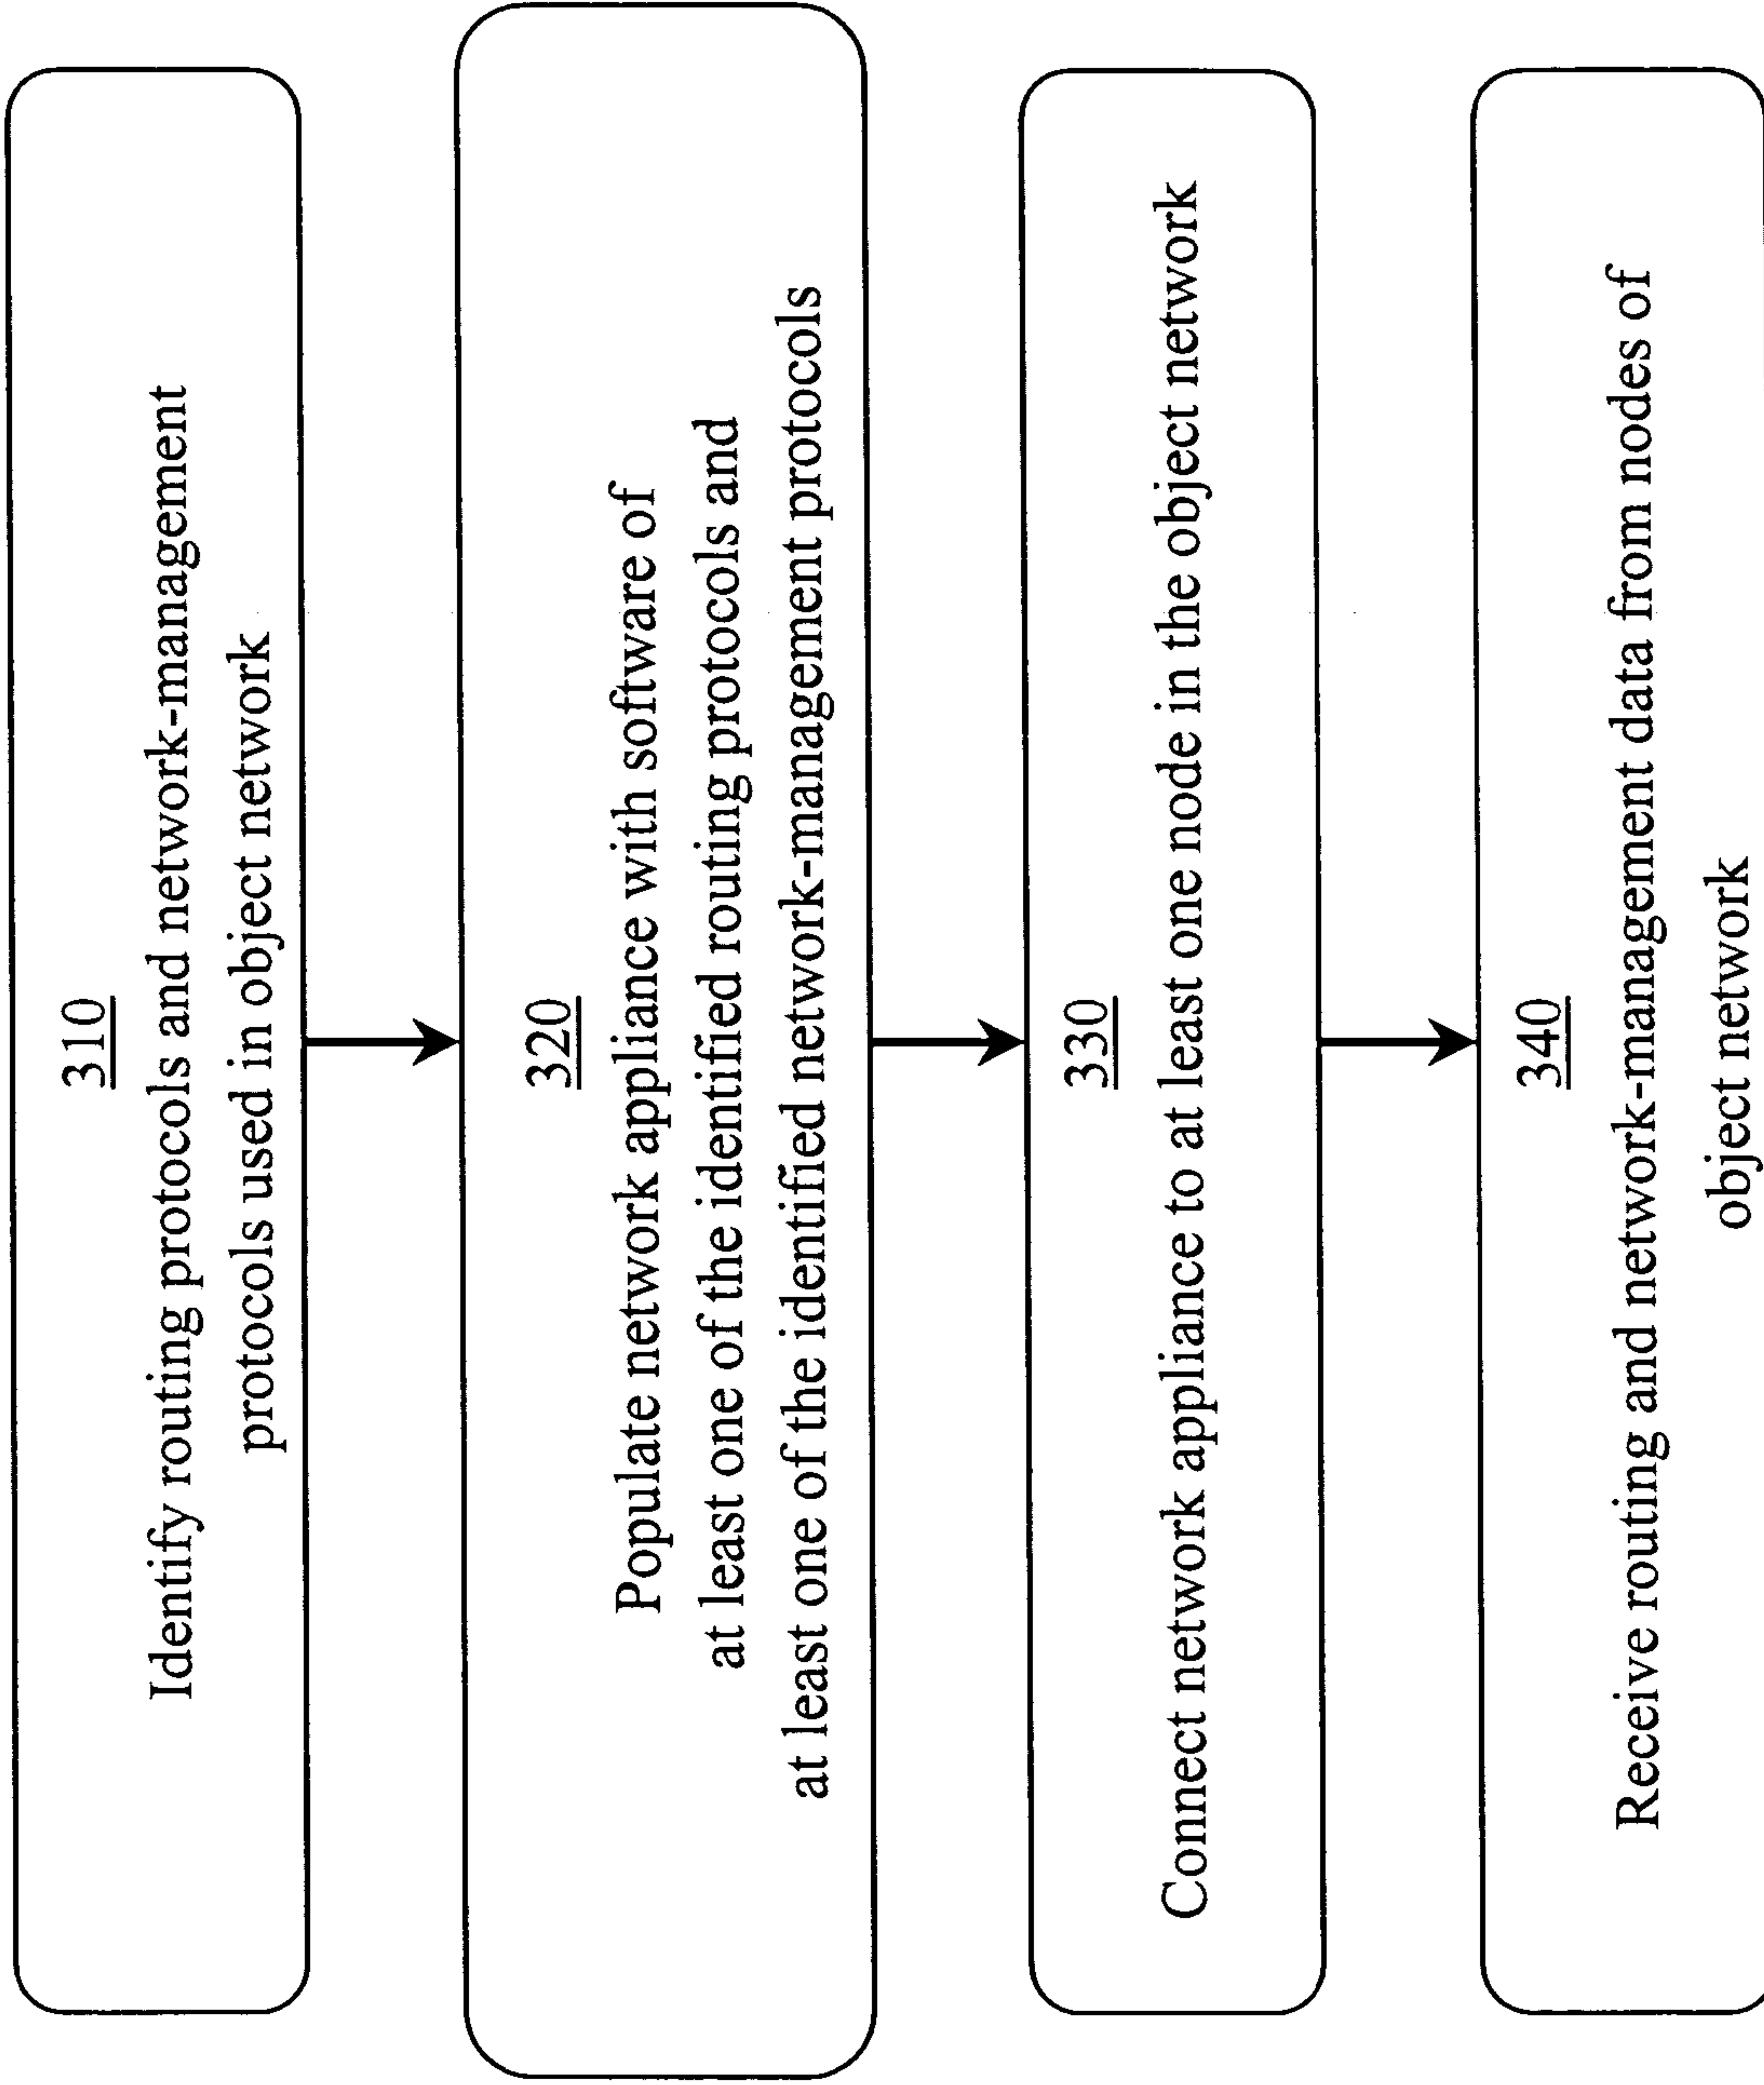 310
Identify routing protocols and network-management
protocols used in object network
320
Populate network appliance with software of
at least one of the identified routing protocols and
at least one of the identified network-management protocols
330
Connect network appliance to at least one node in the object network
340
Receive routing and network-management data from nodes of
object network